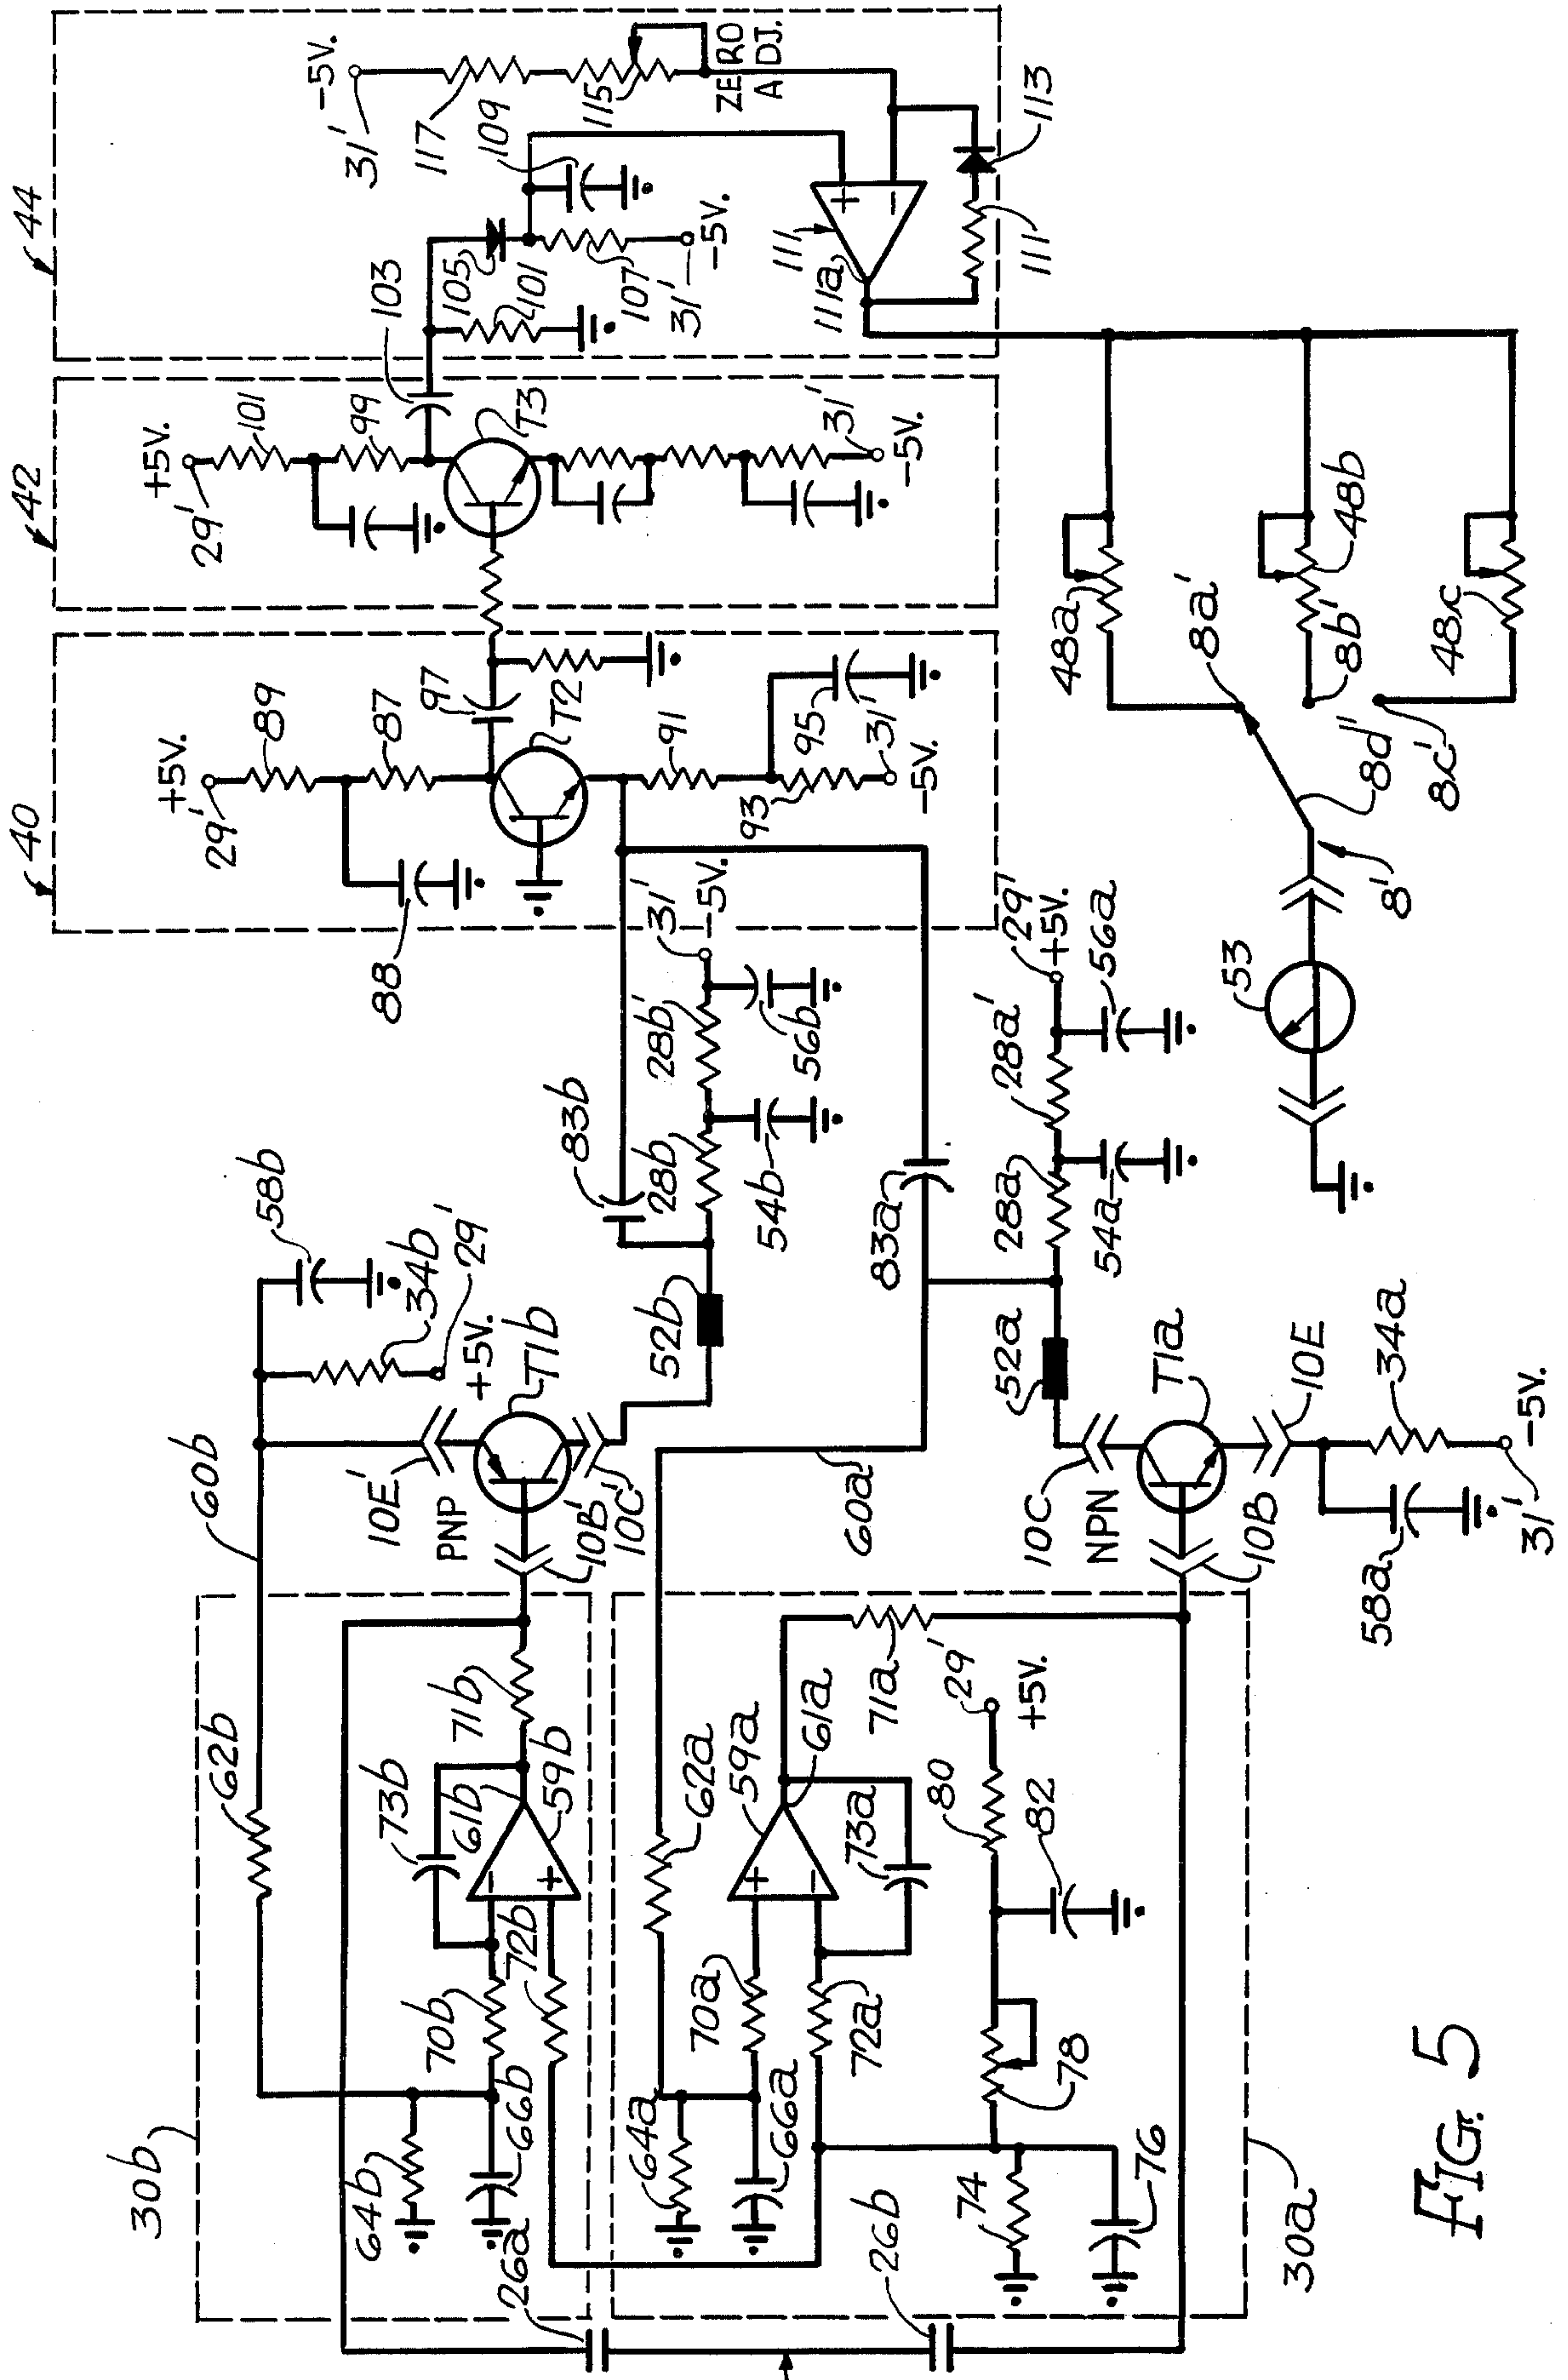 40
42
44
+5V.
29'
89
88
87
97
T2
91
93
95
31'
-5V.
+5V.
29'
101
99
103
T3
31'
-5V.
105
101
107
31'
-5V.
109
31'
-5V.
117
115
ZERO
ADJ.
111
111a
111
113
58b
34b
29'
+5V.
60b
10E'
PNP
T1b
10B'
10C'
52b
83b
28b
28b'
31'
-5V.
54b
56b
83a
60a
52a
28a
28a'
29'
+5V.
54a
56a
10C
NPN
T1a
10B
10E
58a
34a
31'
-5V.
30b
62b
64b
66b
70b
72b
73b
61b
59b
71b
26a
62a
64a
66a
70a
72a
59a
61a
73a
71a
29'
+5V.
80
82
78
74
76
26b
30a
53
8'
8d'
8a'
8b'
8c'
48a
48b
48c
FIG. 5